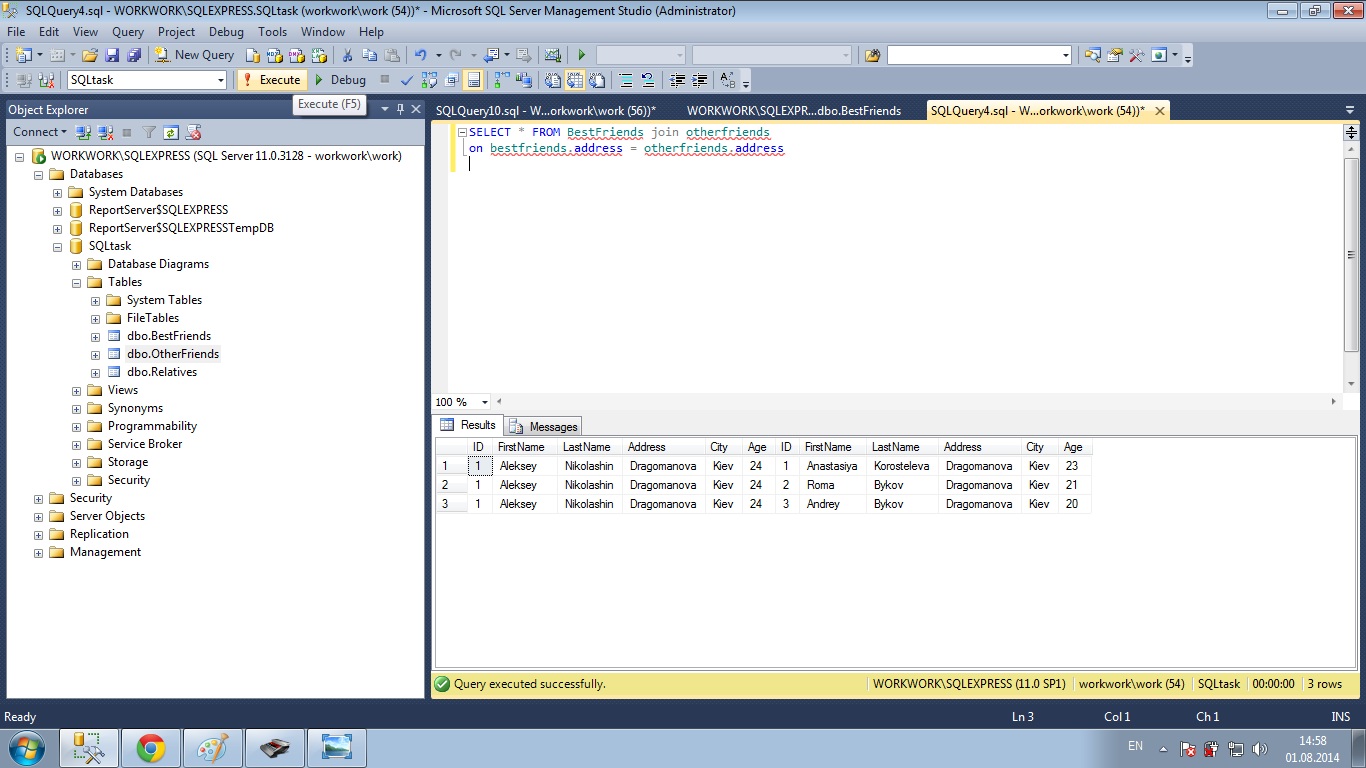 SQLQuery4.sql - WORKWORK\SQLEXPRESS.SQLtask (workwork\work (54))* - Microsoft SQL Server Management Studio (Administrator)
File Edit View Query Project Debug Tools Window Help
New Query
SQLtask Execute Debug
Execute (F5)
Object Explorer
Connect
WORKWORK\SQLEXPRESS (SQL Server 11.0.3128 - workwork\work)
Databases
System Databases
ReportServer$SQLEXPRESS
ReportServer$SQLEXPRESSTempDB
SQLtask
Database Diagrams
Tables
System Tables
FileTables
dbo.BestFriends
dbo.OtherFriends
dbo.Relatives
Views
Synonyms
Programmability
Service Broker
Storage
Security
Security
Server Objects
Replication
Management
SQLQuery10.sql - W...orkwork\work (56))* WORKWORK\SQLEXPR...dbo.BestFriends SQLQuery4.sql - W...orkwork\work (54))*
SELECT * FROM BestFriends join otherfriends
on bestfriends.address = otherfriends.address
100 %
Results Messages
ID FirstName LastName Address City Age ID FirstName LastName Address City Age
1 1 Aleksey Nikolashin Dragomanova Kiev 24 1 Anastasiya Korosteleva Dragomanova Kiev 23
2 1 Aleksey Nikolashin Dragomanova Kiev 24 2 Roma Bykov Dragomanova Kiev 21
3 1 Aleksey Nikolashin Dragomanova Kiev 24 3 Andrey Bykov Dragomanova Kiev 20
Query executed successfully. WORKWORK\SQLEXPRESS (11.0 SP1) workwork\work (54) SQLtask 00:00:00 3 rows
Ready Ln 3 Col 1 Ch 1 INS
EN 14:58
01.08.2014